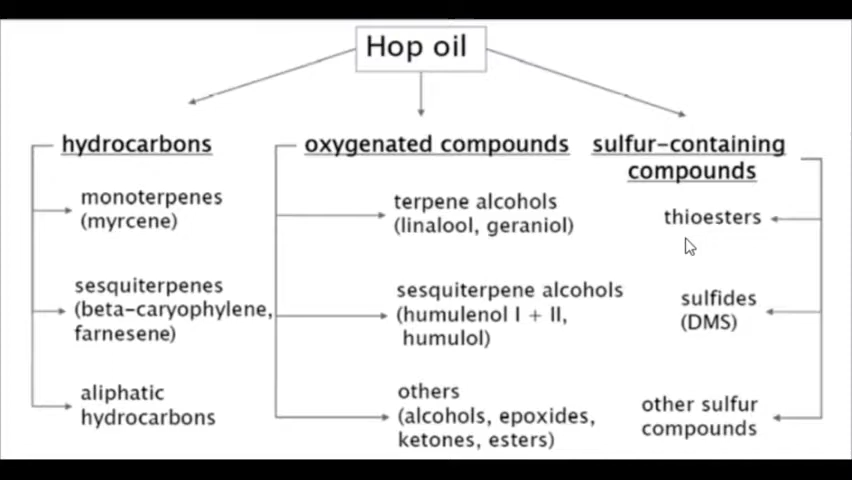 Hop oil
hydrocarbons
monoterpenes
(myrcene)
sesquiterpenes
(beta-caryophylene,
farnesene)
aliphatic
hydrocarbons
oxygenated compounds
terpene alcohols
(linalool, geraniol)
sesquiterpene alcohols
(humulenol I + II,
humulol)
others
(alcohols, epoxides,
ketones, esters)
sulfur-containing
compounds
thioesters
sulfides
(DMS)
other sulfur
compounds